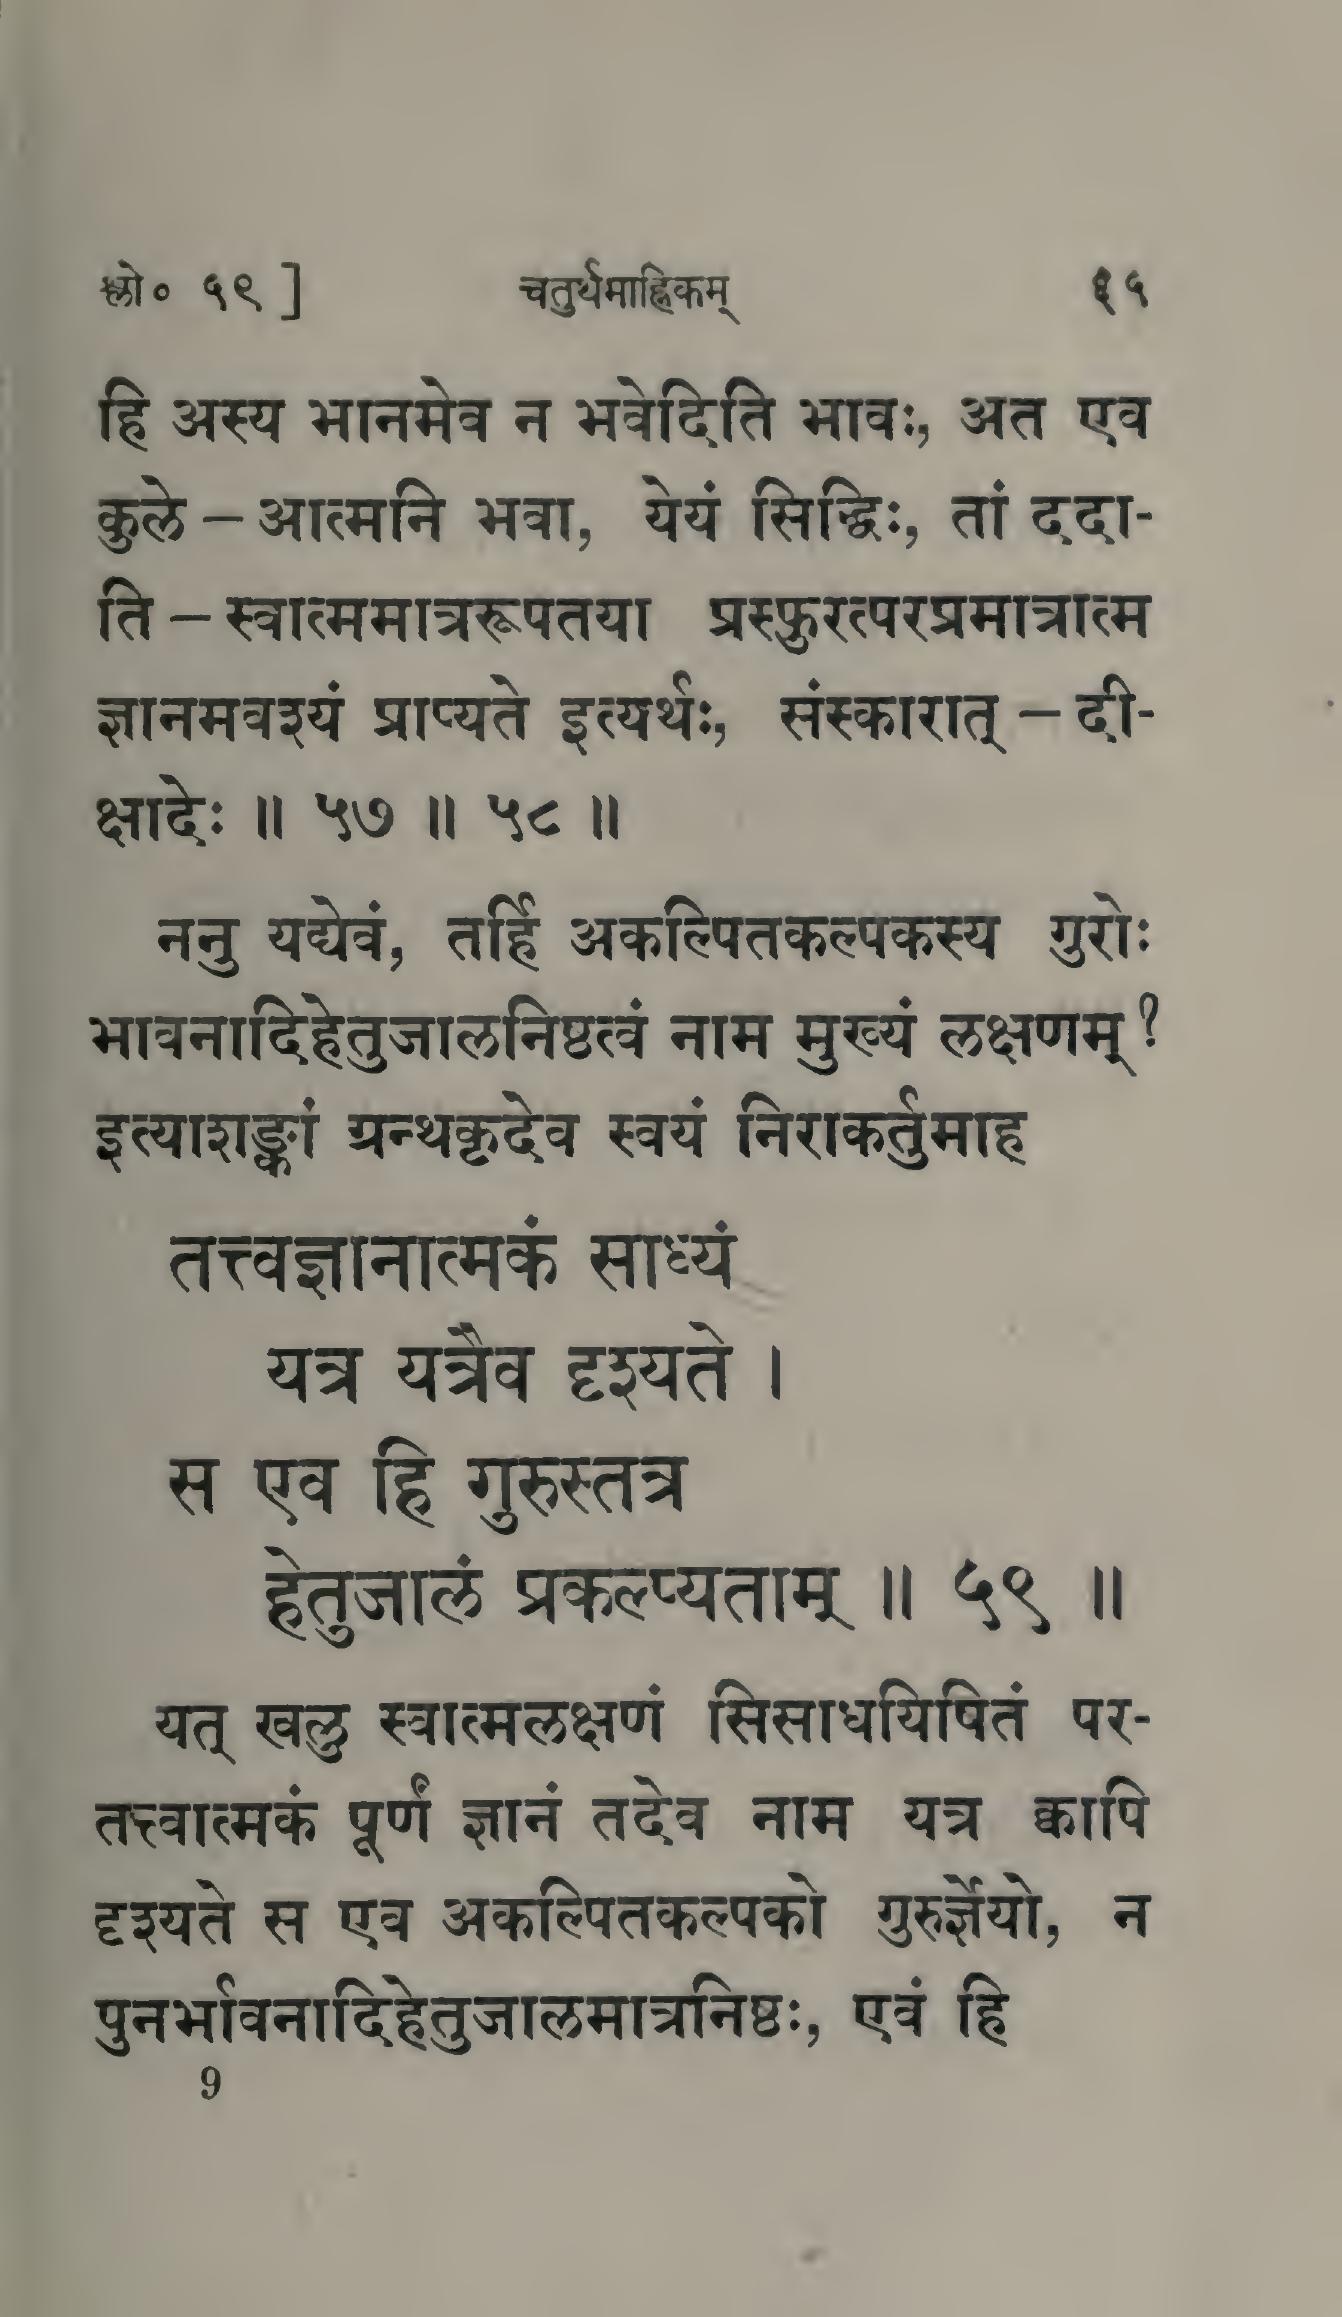 श्लो० ५९] चतुर्थमाह्निकम् ६५
हि अस्य भानमेव न भवेदिति भावः, अत एव
कुले – आत्मनि भवा, येयं सिद्धिः, तां ददा-
ति – स्वात्ममात्ररूपतया प्रस्फुरत्परप्रमात्रात्म
ज्ञानमवश्यं प्राप्यते इत्यर्थः, संस्कारात् – दी-
क्षादेः ॥ ५७ ॥ ५८ ॥
ननु यद्येवं, तर्हि अकल्पितकल्पकस्य गुरोः
भावनादिहेतुजालनिष्ठत्वं नाम मुख्यं लक्षणम्?
इत्याशङ्कां ग्रन्थकृदेव स्वयं निराकर्तुमाह
तत्त्वज्ञानात्मकं साध्यं
यत्र यत्रैव दृश्यते ।
स एव हि गुरुस्तत्र
हेतुजालं प्रकल्प्यताम् ॥ ५९ ॥
यत् खलु स्वात्मलक्षणं सिसाधयिषितं पर-
तत्त्वात्मकं पूर्णं ज्ञानं तदेव नाम यत्र क्वापि
दृश्यते स एव अकल्पितकल्पको गुरुर्ज्ञेयो, न
पुनर्भावनादिहेतुजालमात्रनिष्ठः, एवं हि
9